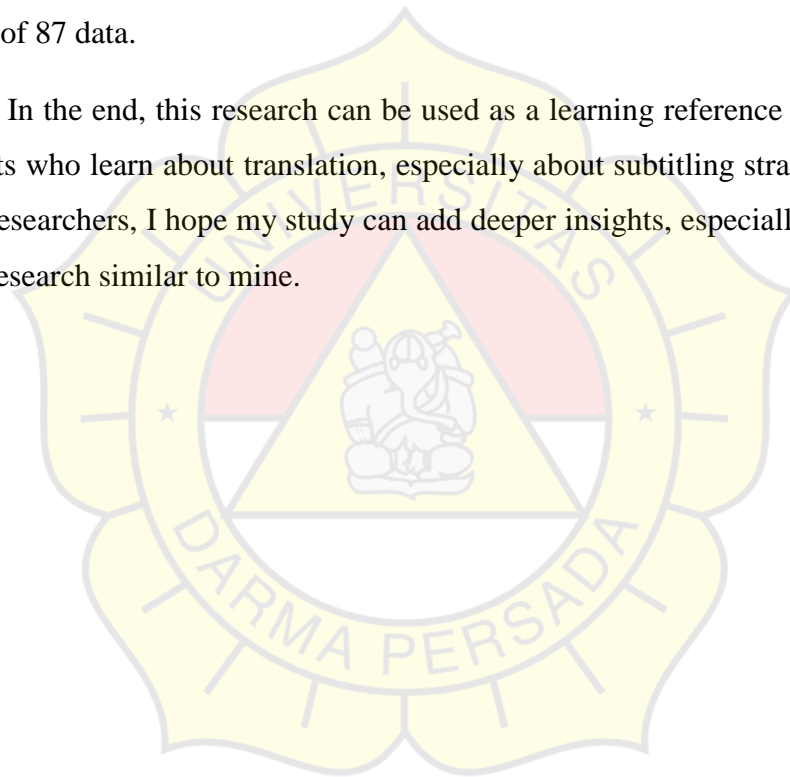 of 87 data.
In the end, this research can be used as a learning reference
ts who learn about translation, especially about subtitling stra
esearchers, I hope my study can add deeper insights, especiall
esearch similar to mine.
UNIVERSITAS
DARMA PERSADA